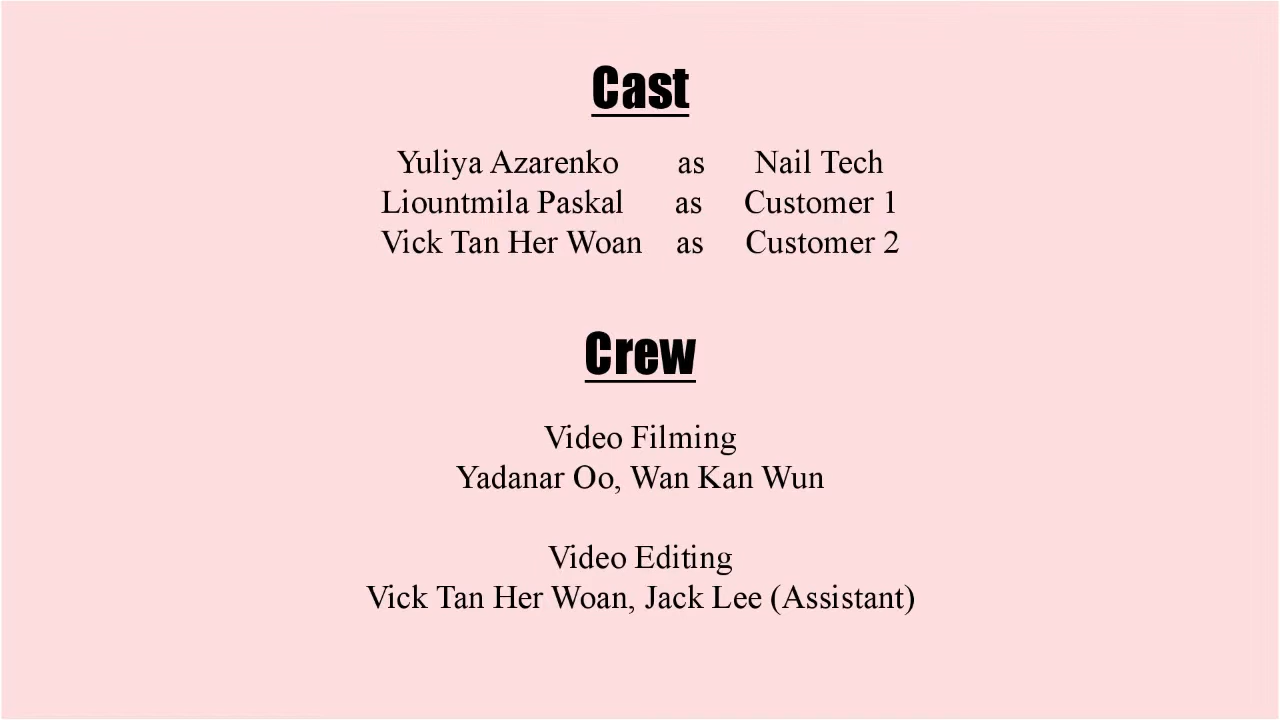 Cast
Yuliya Azarenko as Nail Tech
Liountmila Paskal as Customer 1
Vick Tan Her Woan as Customer 2
Crew
Video Filming
Yadanar Oo, Wan Kan Wun
Video Editing
Vick Tan Her Woan, Jack Lee (Assistant)